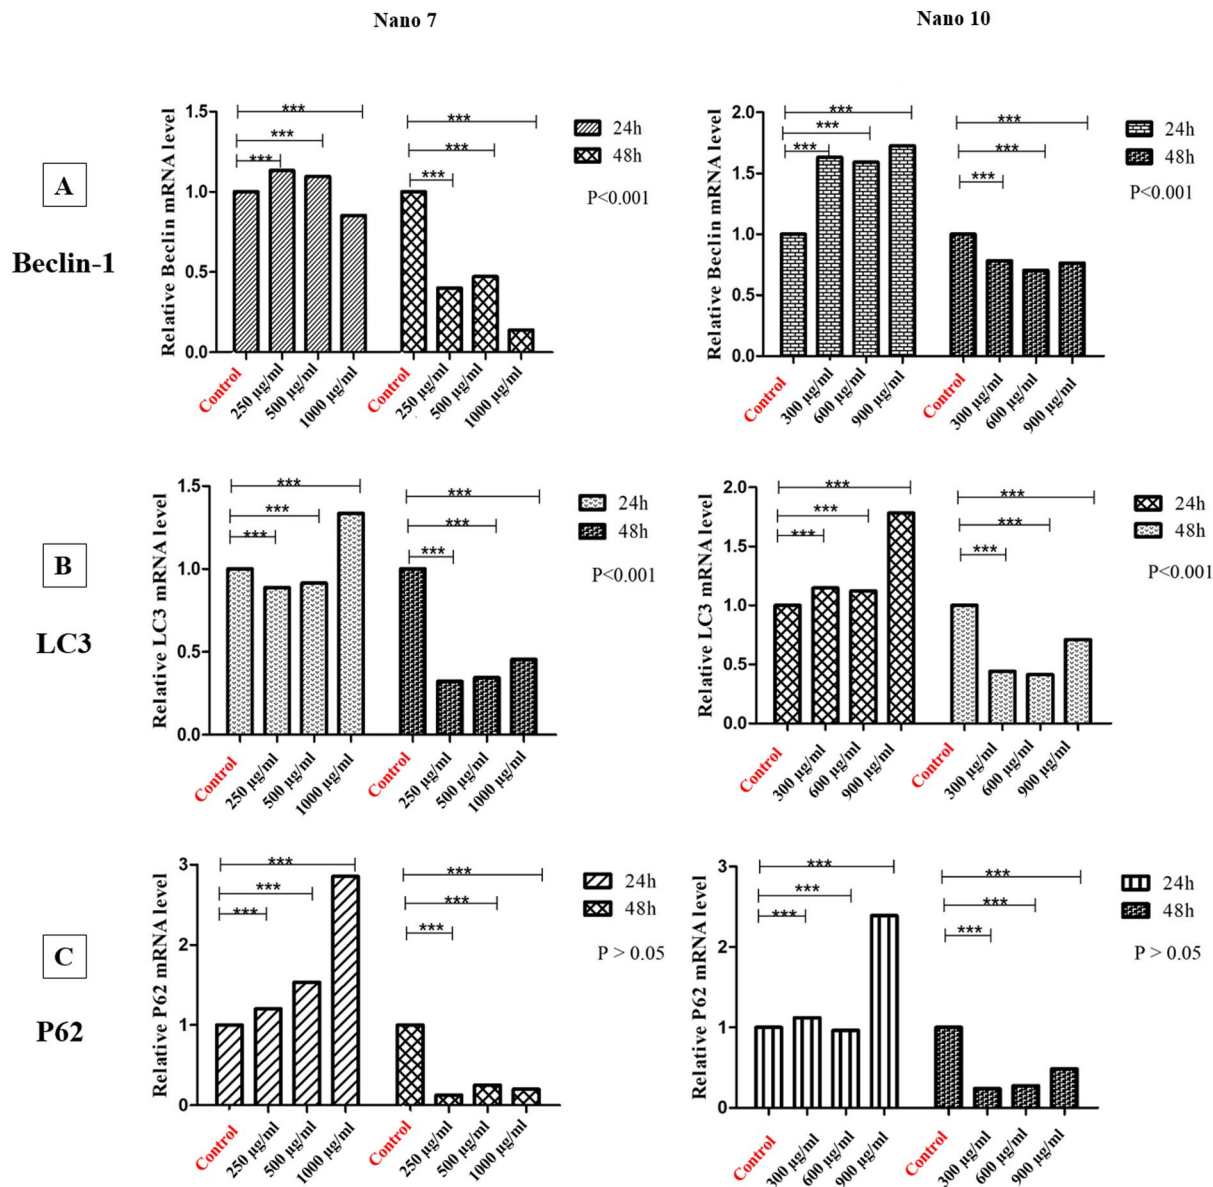 Nano 7
Nano 10
A
Beclin-1
Relative Beclin mRNA level
1.5
1.0
0.5
0.0
***
***
***
***
***
***
24h
48h
P<0.001
Control
250 µg/ml
500 µg/ml
1000 µg/ml
Control
250 µg/ml
500 µg/ml
1000 µg/ml
Relative Beclin mRNA level
2.0
1.5
1.0
0.5
0.0
***
***
***
***
***
***
24h
48h
P<0.001
Control
300 µg/ml
600 µg/ml
900 µg/ml
Control
300 µg/ml
600 µg/ml
900 µg/ml
B
LC3
Relative LC3 mRNA level
1.5
1.0
0.5
0.0
***
***
***
***
***
***
24h
48h
P<0.001
Control
250 µg/ml
500 µg/ml
1000 µg/ml
Control
250 µg/ml
500 µg/ml
1000 µg/ml
Relative LC3 mRNA level
2.0
1.5
1.0
0.5
0.0
***
***
***
***
***
***
24h
48h
P<0.001
Control
300 µg/ml
600 µg/ml
900 µg/ml
Control
300 µg/ml
600 µg/ml
900 µg/ml
C
P62
Relative P62 mRNA level
3
2
1
0
***
***
***
***
***
***
24h
48h
P > 0.05
Control
250 µg/ml
500 µg/ml
1000 µg/ml
Control
250 µg/ml
500 µg/ml
1000 µg/ml
Relative P62 mRNA level
3
2
1
0
***
***
***
***
***
***
24h
48h
P > 0.05
Control
300 µg/ml
600 µg/ml
900 µg/ml
Control
300 µg/ml
600 µg/ml
900 µg/ml